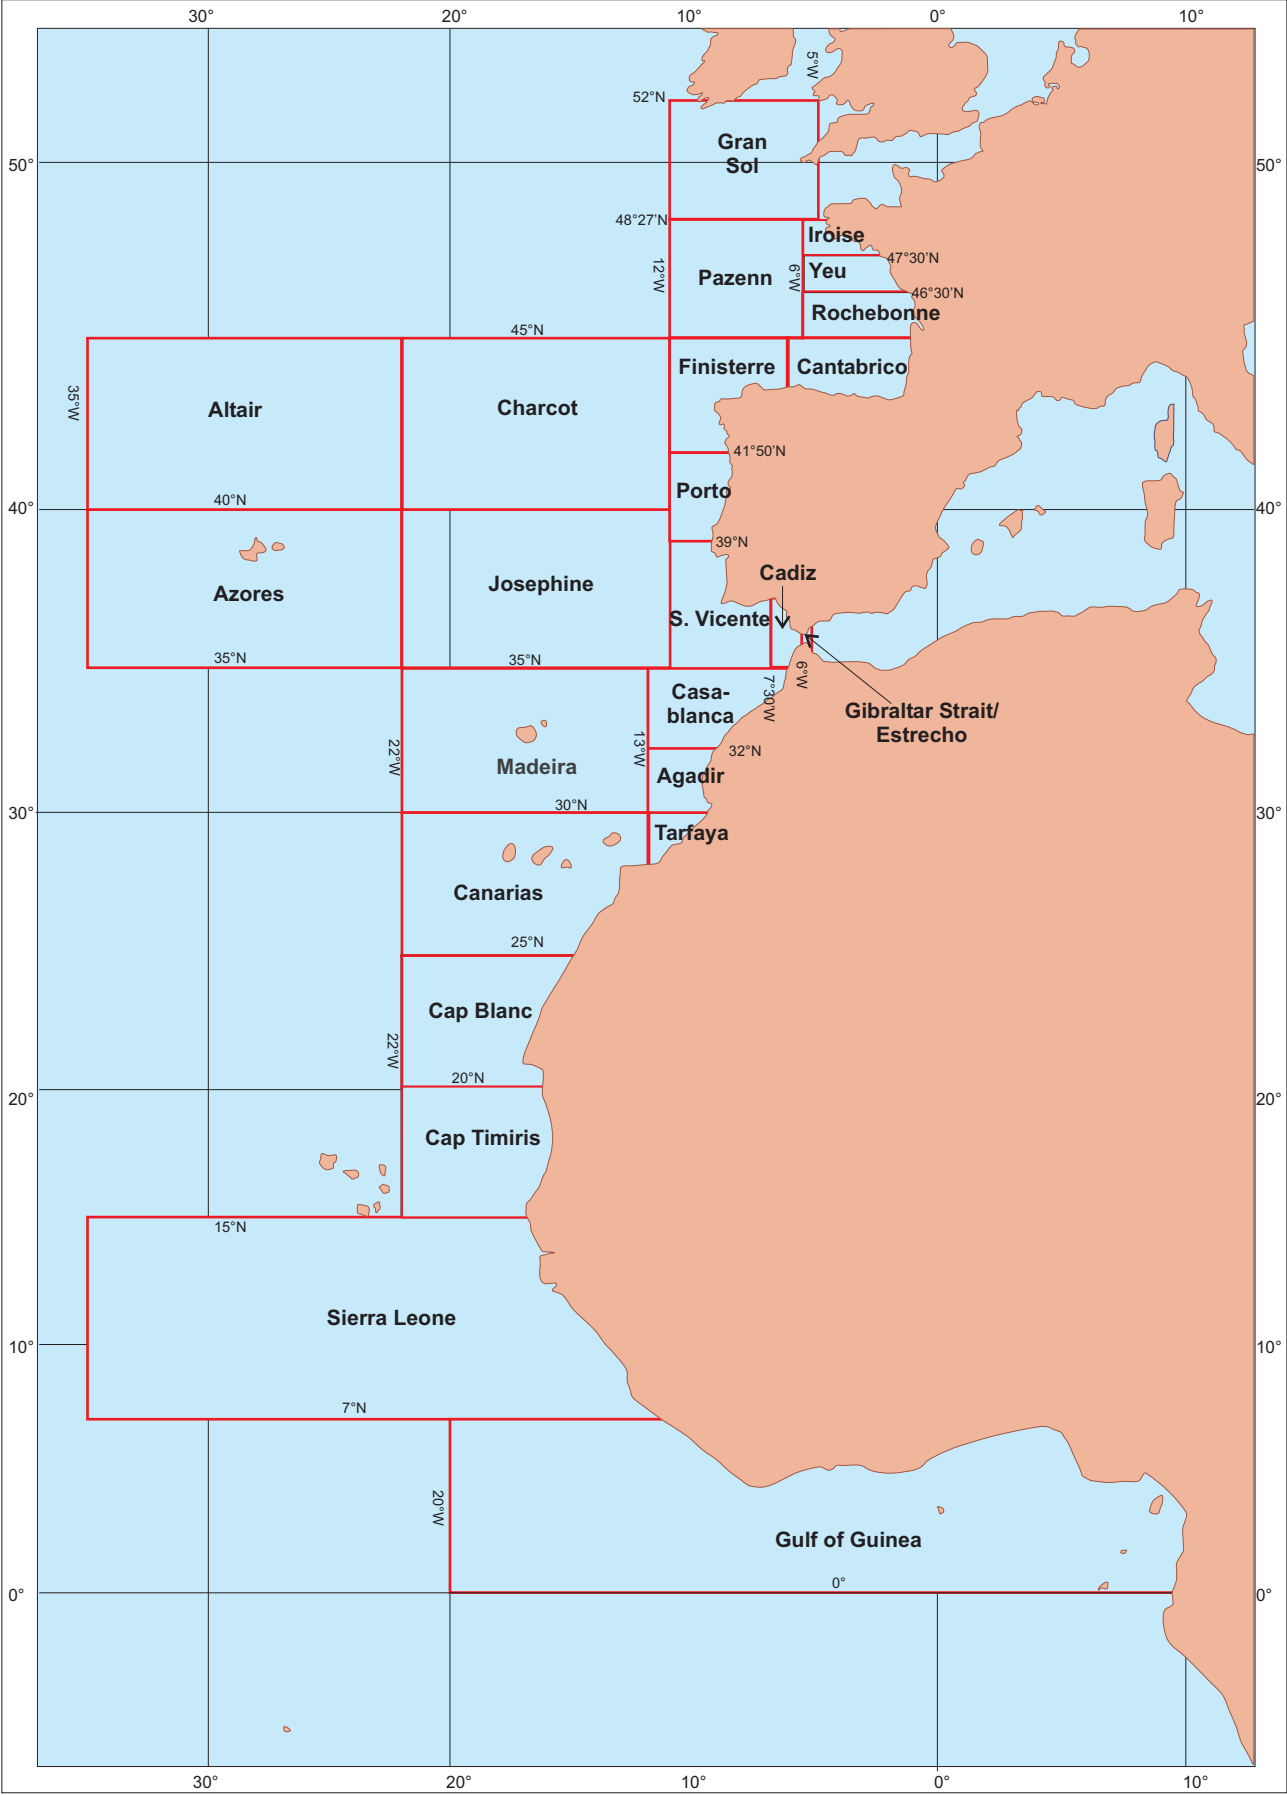 30°
20°
10°
0°
10°
5°W
52°N
Gran
Sol
50°
50°
48°27'N
Iroise
47°30'N
12°W
Pazenn
6°W
Yeu
46°30'N
Rochebonne
45°N
Finisterre
Cantabrico
35°W
Altair
Charcot
41°50'N
Porto
40°N
40°
40°
39°N
Cadiz
Azores
Josephine
S. Vicente
35°N
35°N
6°W
7°30'W
Casa-
blanca
Gibraltar Strait/
Estrecho
22°W
13°W
32°N
Madeira
Agadir
30°N
30°
30°
Tarfaya
Canarias
25°N
Cap Blanc
22°W
20°N
20°
20°
Cap Timiris
15°N
Sierra Leone
10°
10°
7°N
20°W
Gulf of Guinea
0°
0°
0°
30°
20°
10°
0°
10°